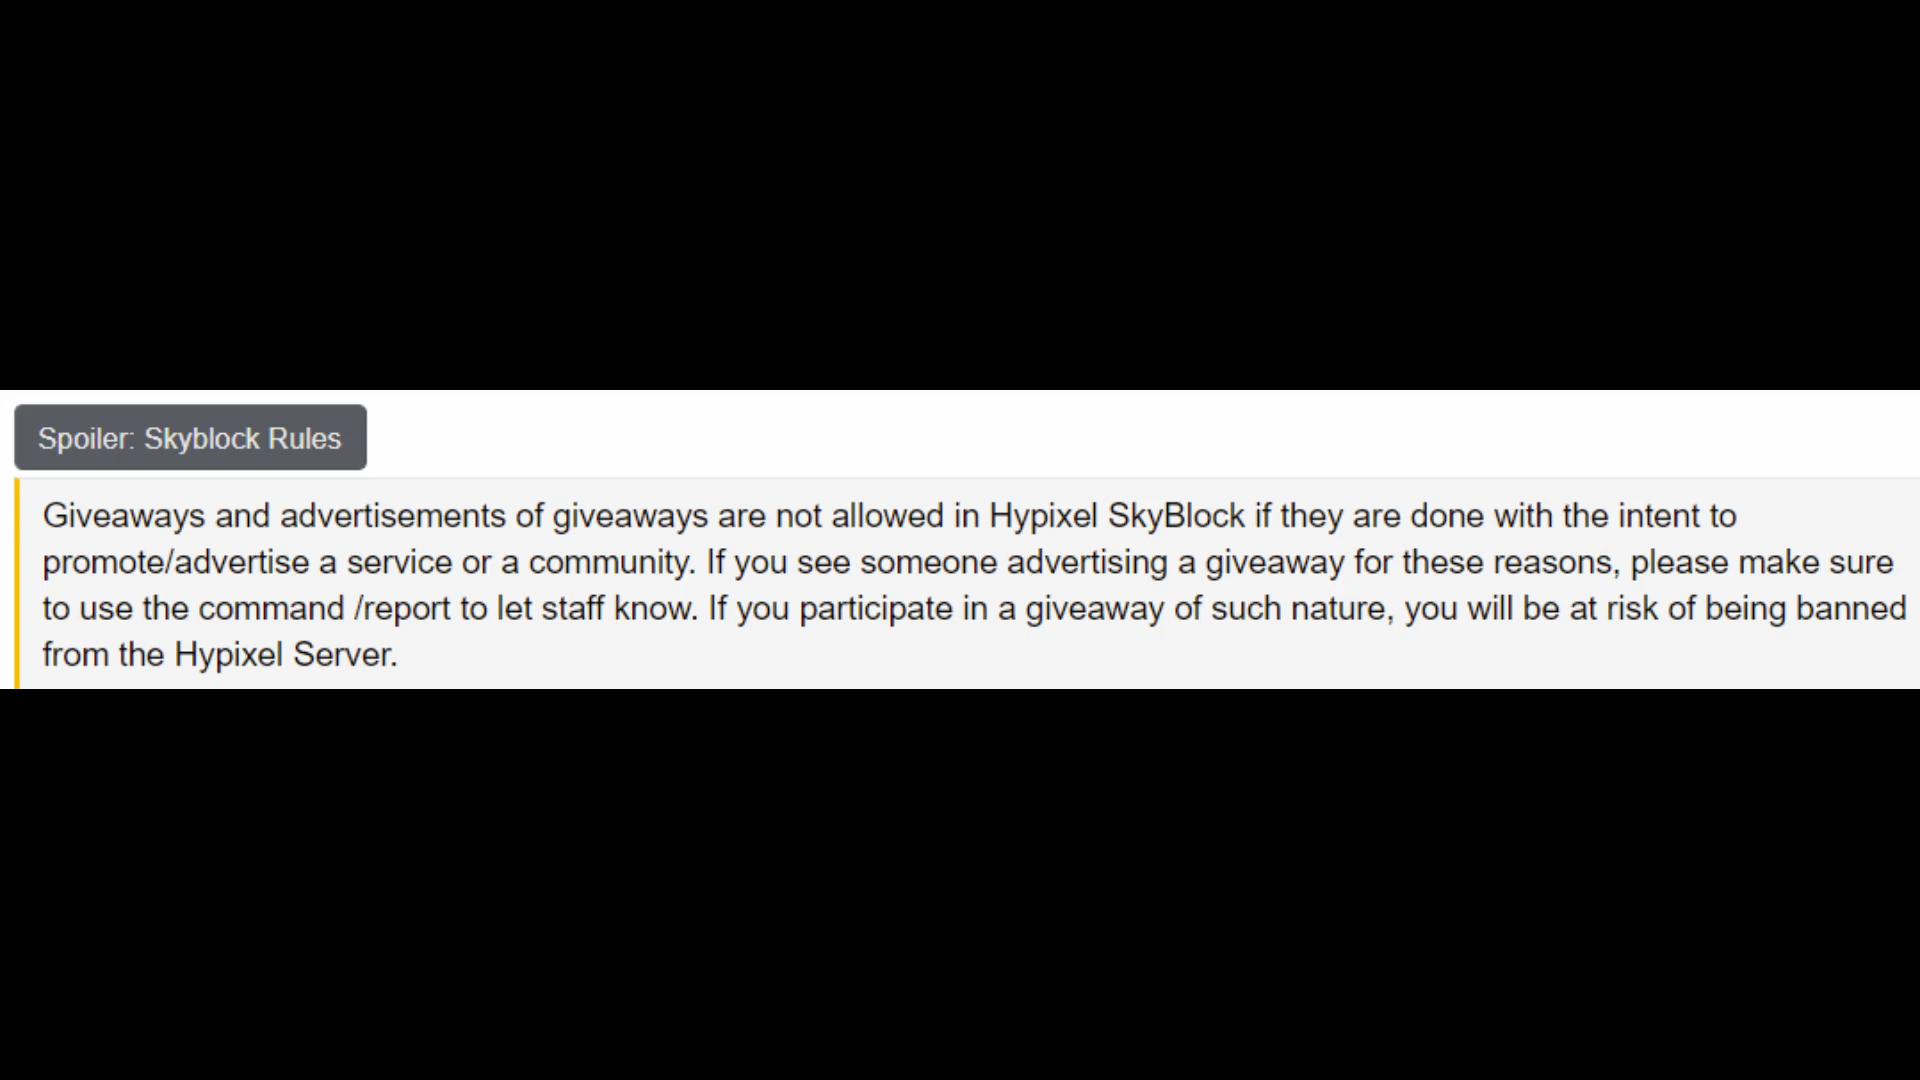 Spoiler: Skyblock Rules
Giveaways and advertisements of giveaways are not allowed in Hypixel SkyBlock if they are done with the intent to
promote/advertise a service or a community. If you see someone advertising a giveaway for these reasons, please make sure
to use the command /report to let staff know. If you participate in a giveaway of such nature, you will be at risk of being banned
from the Hypixel Server.